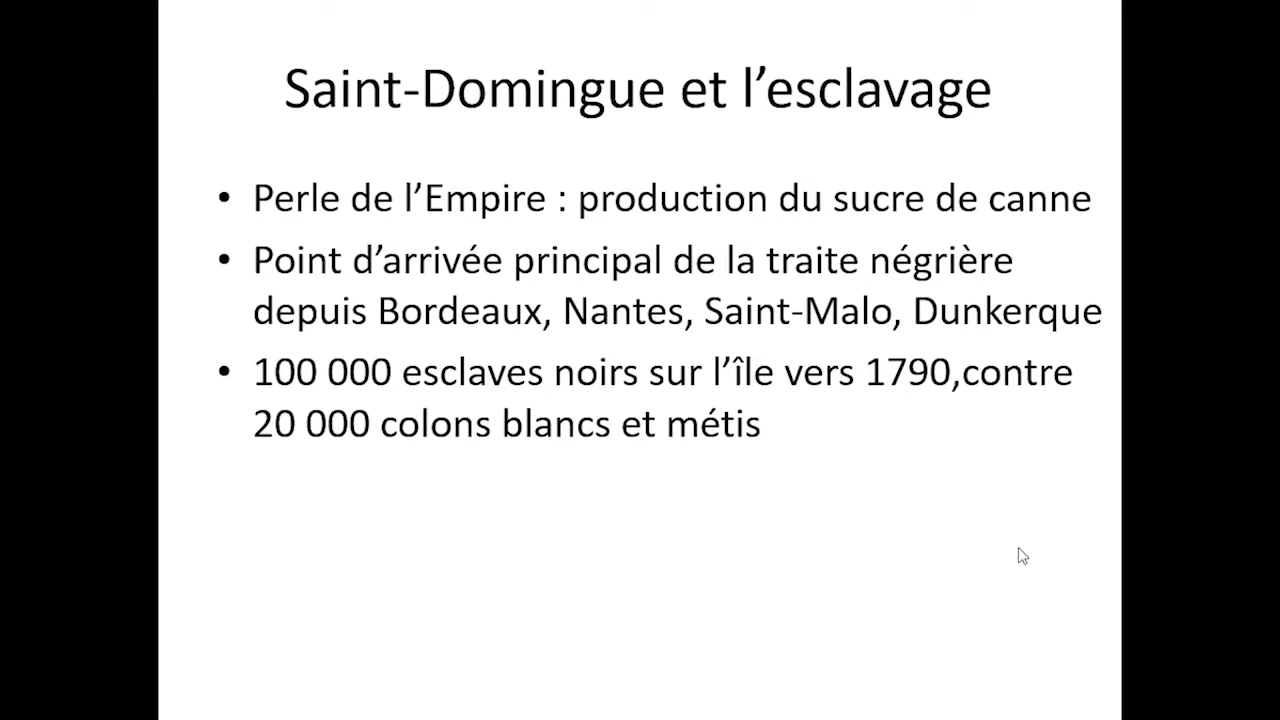 Saint-Domingue et l’esclavage
• Perle de l’Empire : production du sucre de canne
• Point d’arrivée principal de la traite négrière
depuis Bordeaux, Nantes, Saint-Malo, Dunkerque
• 100 000 esclaves noirs sur l’île vers 1790,contre
20 000 colons blancs et métis